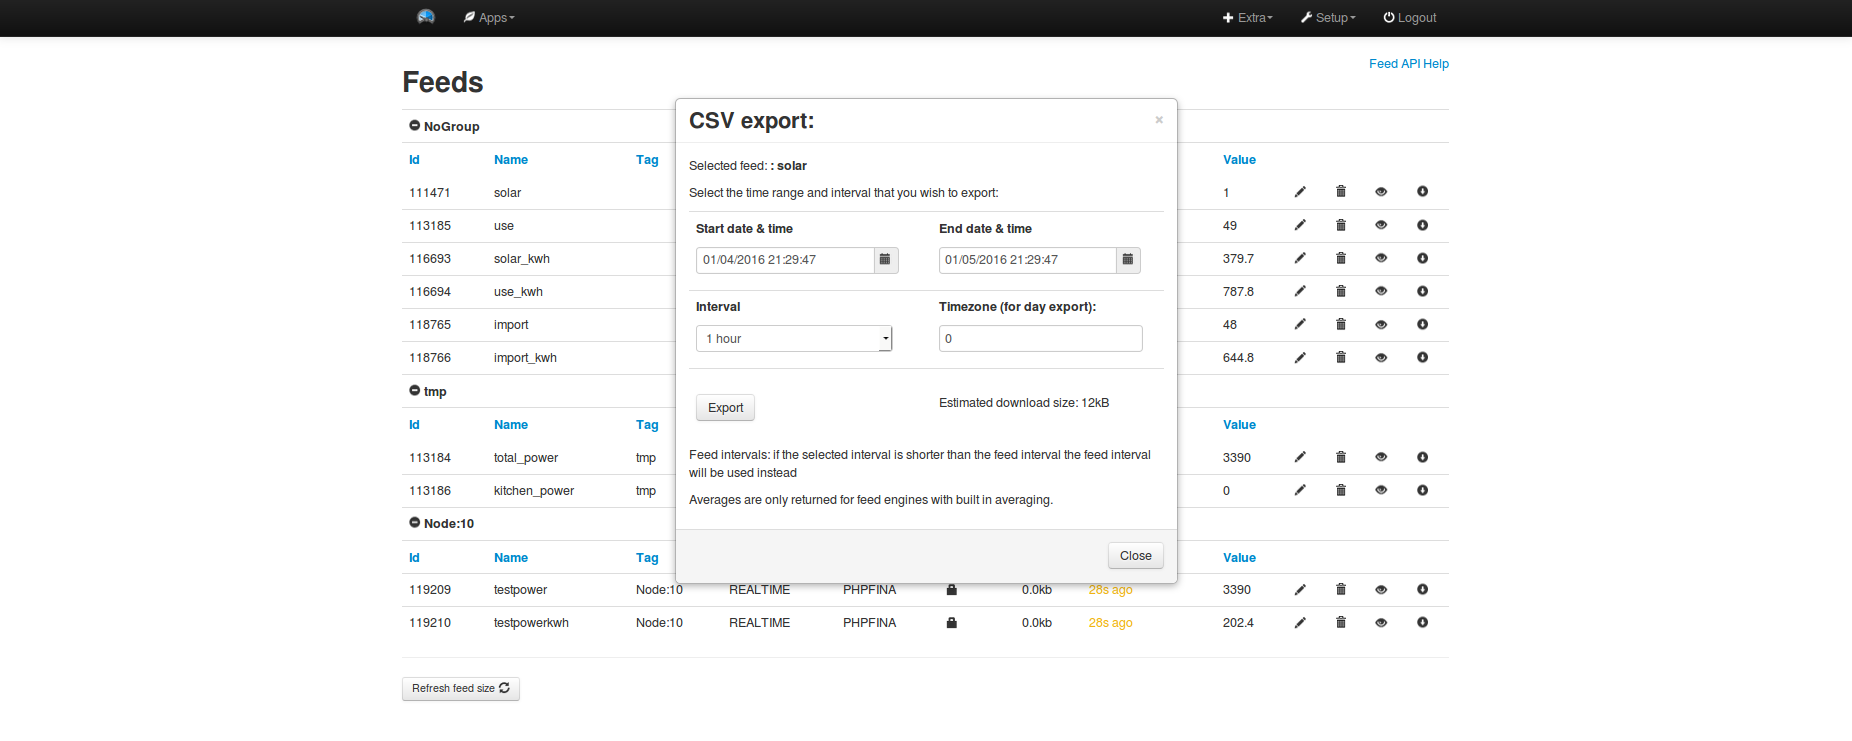 Apps
Extra
Setup
Logout
Feed API Help
Feeds
NoGroup
Id Name Tag Value
111471 solar 1
113185 use 49
116693 solar_kwh 379.7
116694 use_kwh 787.8
118765 import 48
118766 import_kwh 644.8
tmp
Id Name Tag Value
113184 total_power tmp 3390
113186 kitchen_power tmp 0
Node:10
Id Name Tag Value
119209 testpower Node:10 REALTIME PHPFINA 0.0kb 28s ago 3390
119210 testpowerkwh Node:10 REALTIME PHPFINA 0.0kb 28s ago 202.4
Refresh feed size
CSV export:
×
Selected feed: : solar
Select the time range and interval that you wish to export:
Start date & time End date & time
01/04/2016 21:29:47 01/05/2016 21:29:47
Interval Timezone (for day export):
1 hour 0
Export Estimated download size: 12kB
Feed intervals: if the selected interval is shorter than the feed interval the feed interval
will be used instead
Averages are only returned for feed engines with built in averaging.
Close